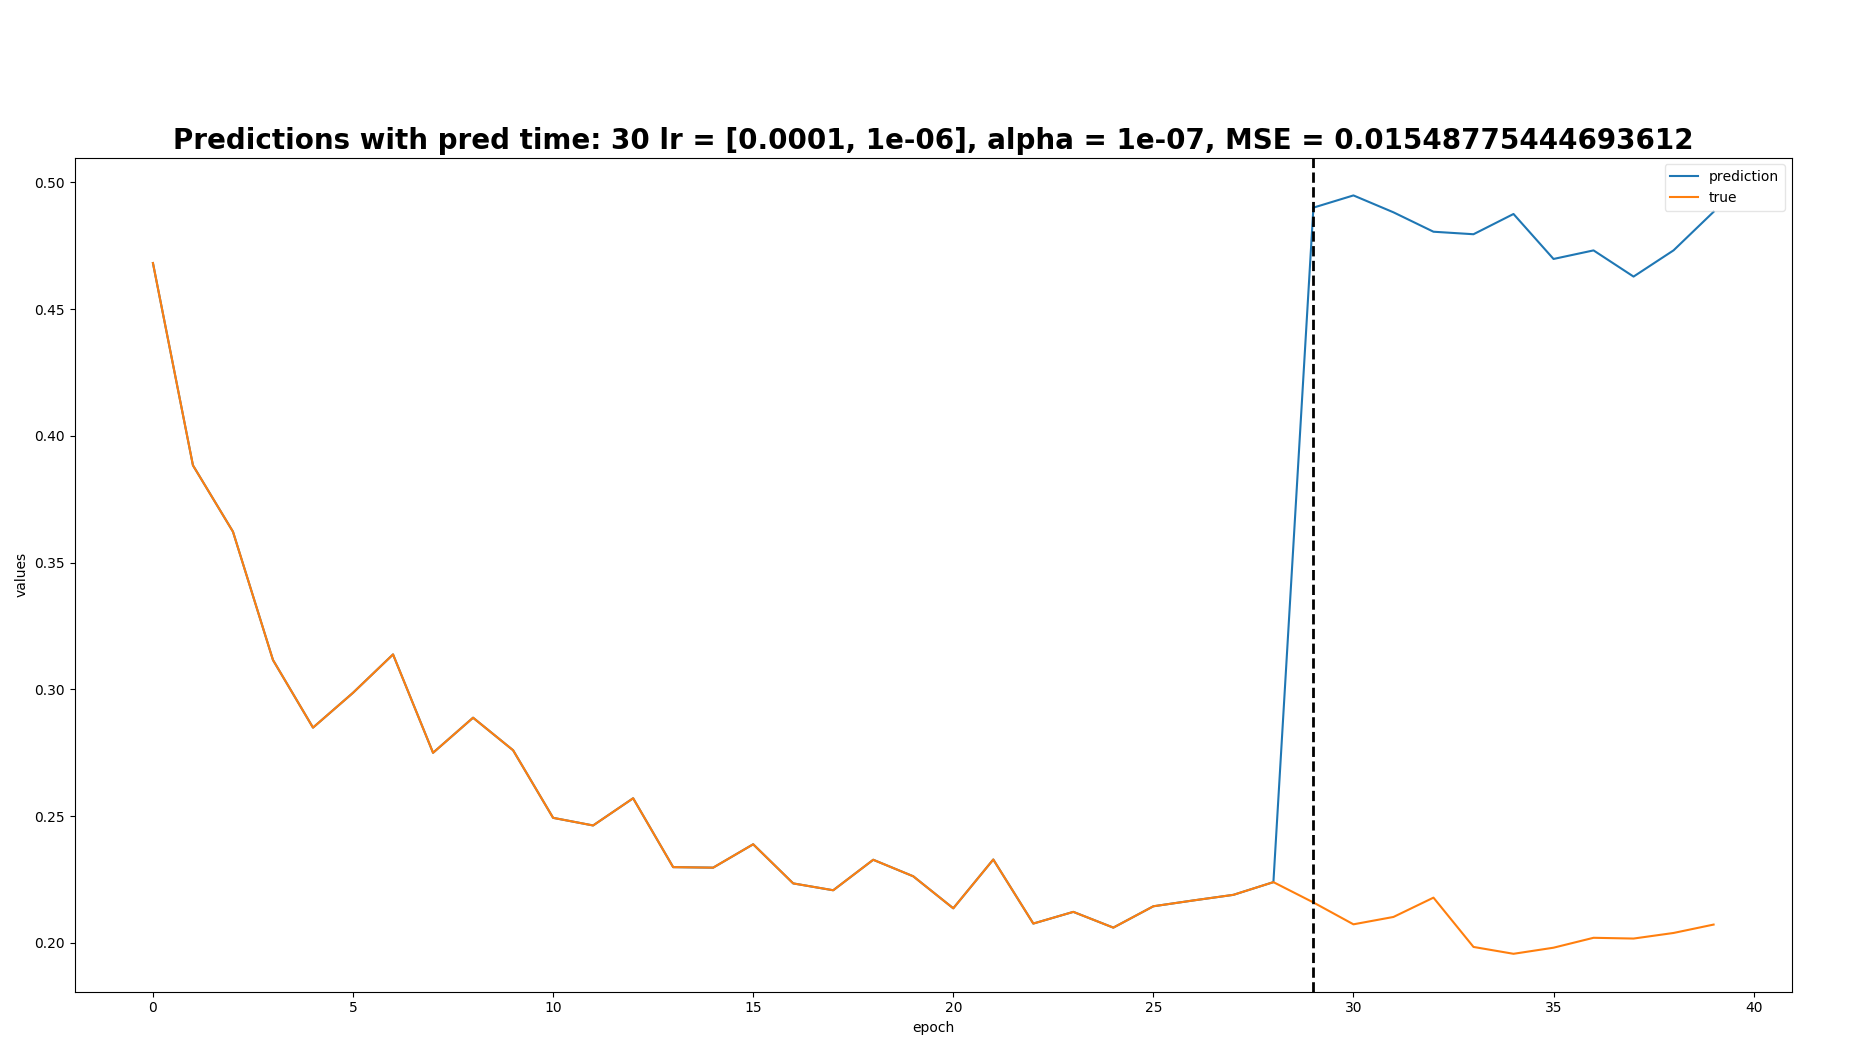 Predictions with pred time: 30 lr = [0.0001, 1e-06], alpha = 1e-07, MSE = 0.01548775444693612
prediction
true
0.50
0.45
0.40
0.35
0.30
0.25
0.20
values
0 5 10 15 20 25 30 35 40
epoch